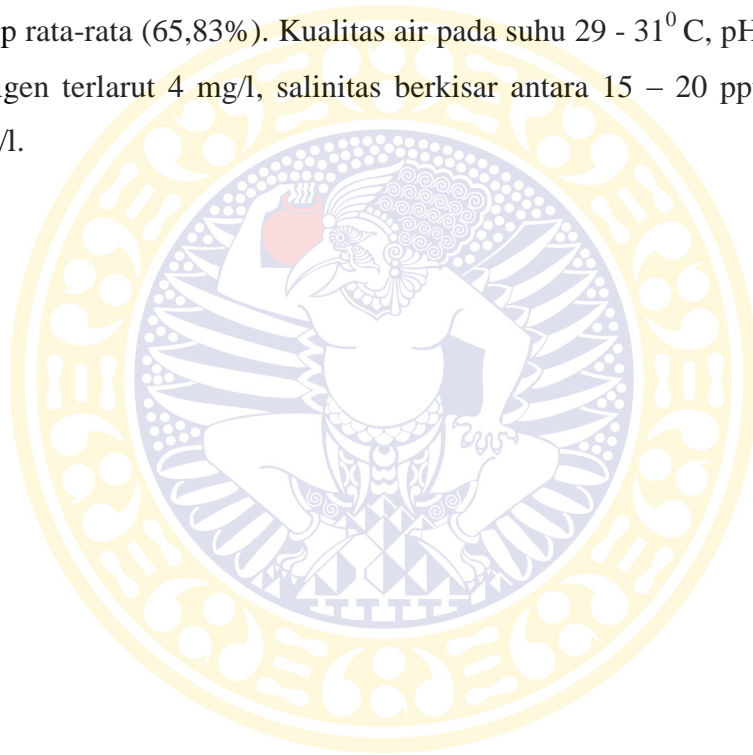 p rata-rata (65,83%). Kualitas air pada suhu 29 - 31⁰ C, pH
gen terlarut 4 mg/l, salinitas berkisar antara 15 – 20 pp
/l.